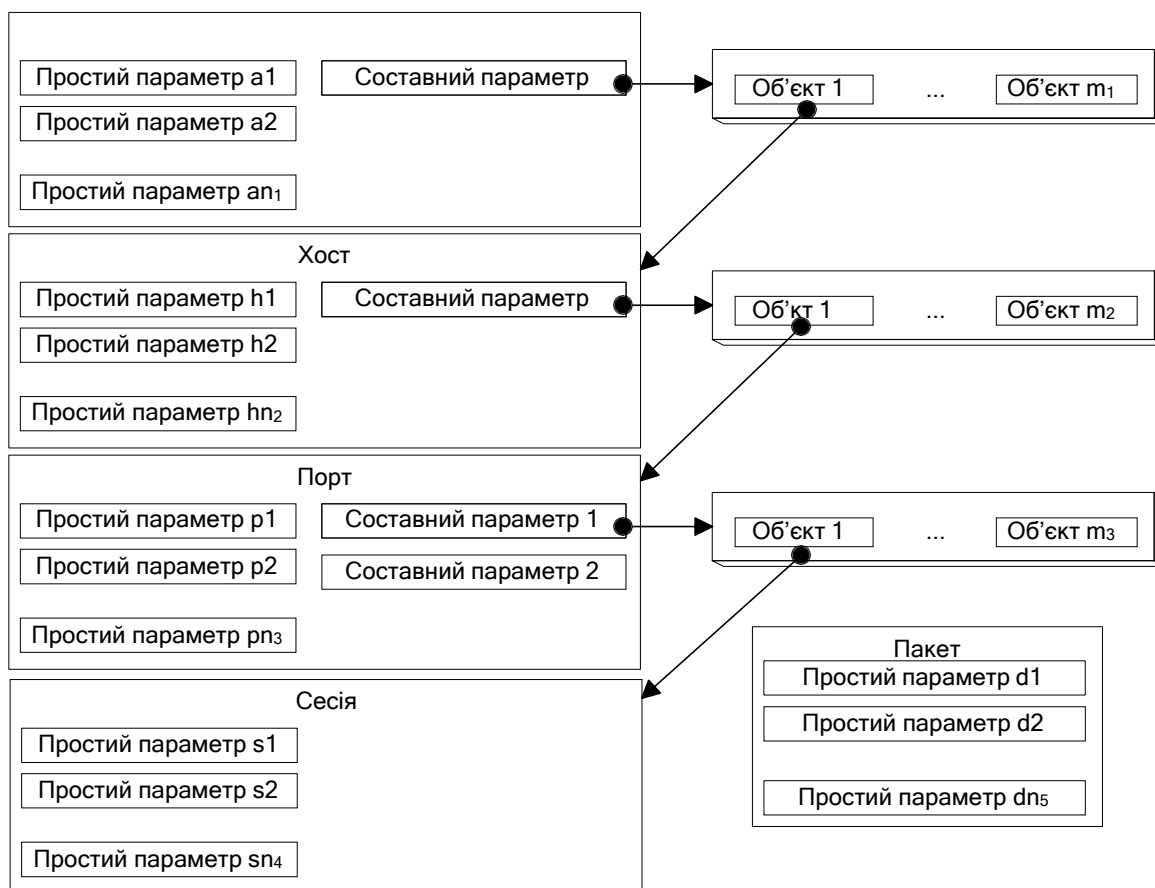 Простий параметр a1
Составний параметр
Простий параметр a2
Простий параметр an₁
Об’єкт 1
...
Об’єкт m₁
Хост
Простий параметр h1
Составний параметр
Простий параметр h2
Простий параметр hn₂
Об’кт 1
...
Об’єкт m₂
Порт
Простий параметр p1
Составний параметр 1
Простий параметр p2
Составний параметр 2
Простий параметр pn₃
Об’єкт 1
...
Об’єкт m₃
Сесія
Простий параметр s1
Простий параметр s2
Простий параметр sn₄
Пакет
Простий параметр d1
Простий параметр d2
Простий параметр dn₅